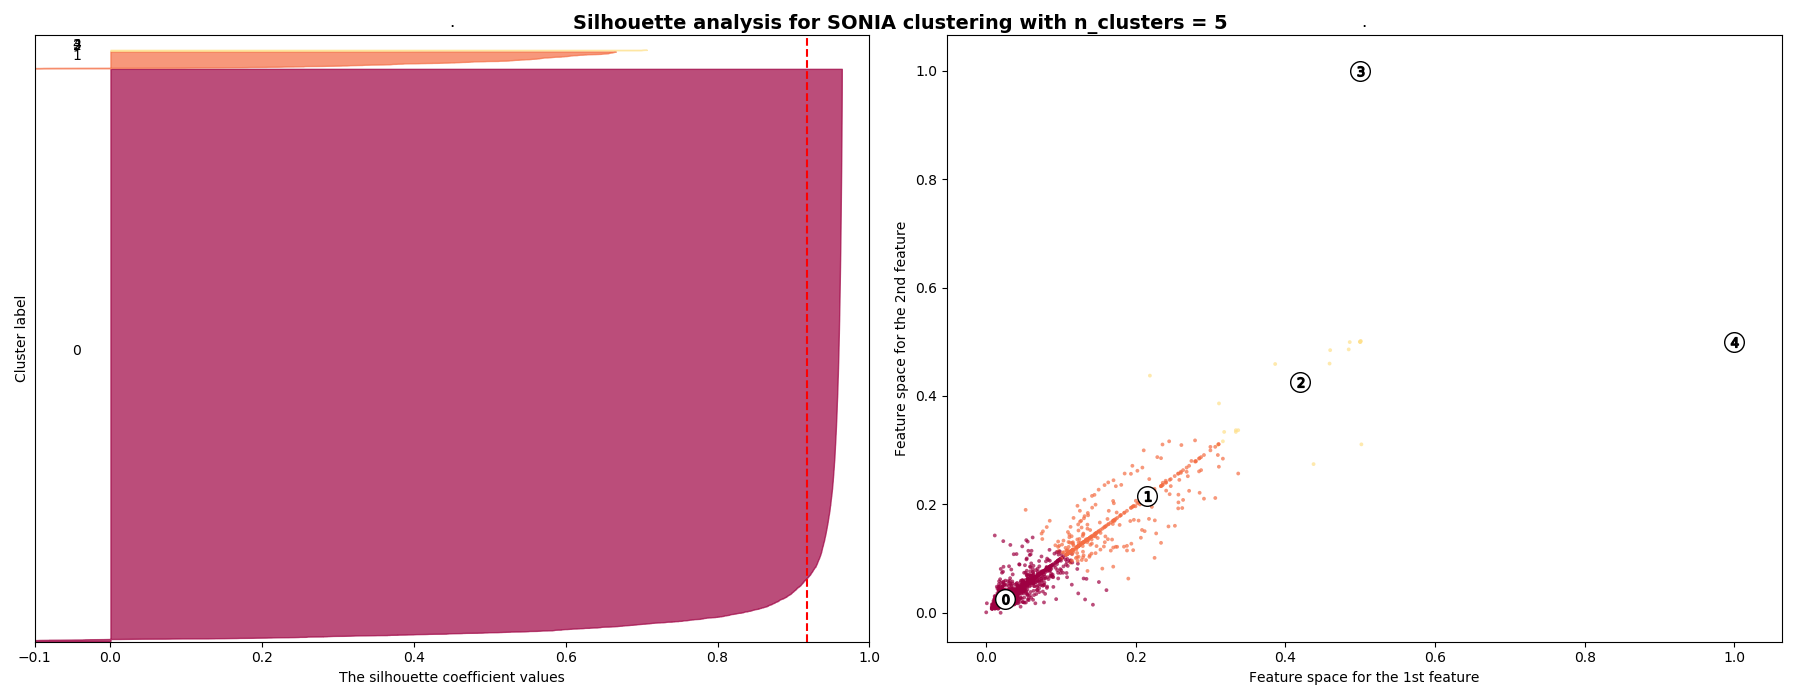 Silhouette analysis for SONIA clustering with n_clusters = 5
1
0
Cluster label
−0.1 0.0 0.2 0.4 0.6 0.8 1.0
The silhouette coefficient values
3
4
2
1
0
Feature space for the 2nd feature
1.0
0.8
0.6
0.4
0.2
0.0
0.0 0.2 0.4 0.6 0.8 1.0
Feature space for the 1st feature